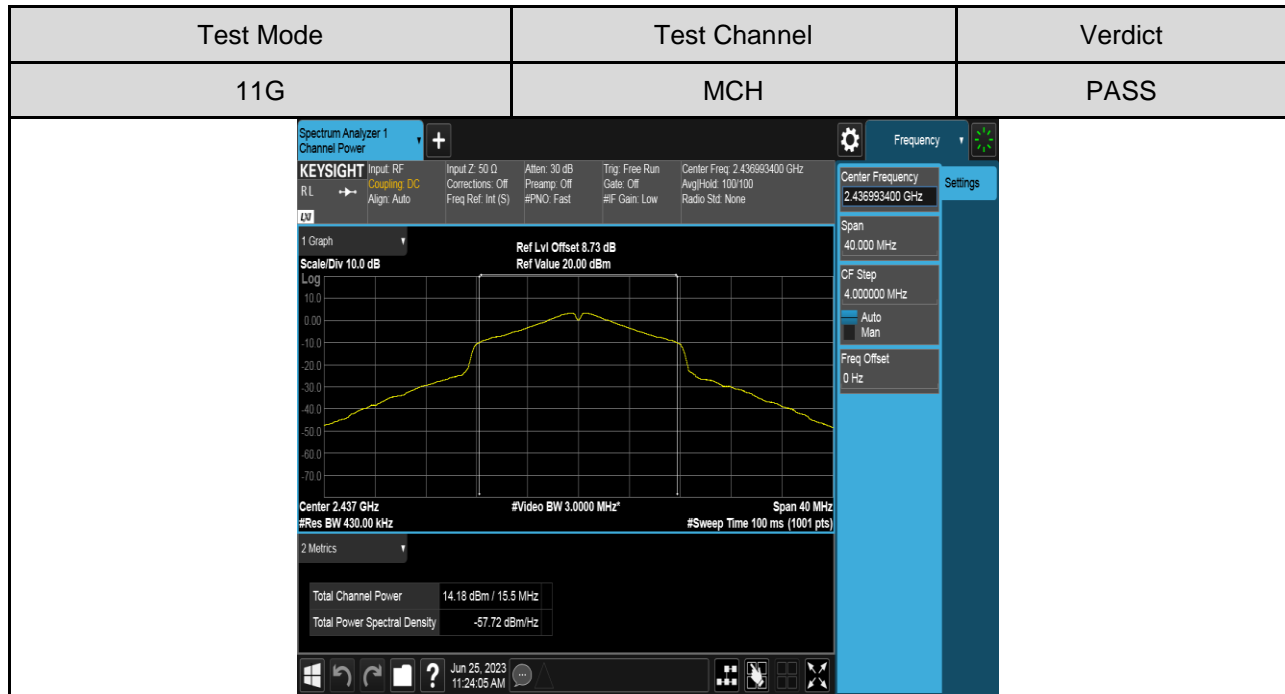 Test Mode Test Channel Verdict
11G MCH PASS
Spectrum Analyzer 1
Channel Power
+
Frequency
KEYSIGHT Input: RF Input Z: 50 Ω Atten: 30 dB Trig: Free Run Center Freq: 2.436993400 GHz
RL Coupling: DC Corrections: Off Preamp: Off Gate: Off Avg|Hold: 100/100
Align: Auto Freq Ref: Int (S) #PNO: Fast #IF Gain: Low Radio Std: None
LXI
Center Frequency
2.436993400 GHz
Settings
Span
40.000 MHz
CF Step
4.000000 MHz
Auto
Man
Freq Offset
0 Hz
1 Graph
Ref Lvl Offset 8.73 dB
Scale/Div 10.0 dB Ref Value 20.00 dBm
Log
10.0
0.00
-10.0
-20.0
-30.0
-40.0
-50.0
-60.0
-70.0
Center 2.437 GHz #Video BW 3.0000 MHz* Span 40 MHz
#Res BW 430.00 kHz #Sweep Time 100 ms (1001 pts)
2 Metrics
Total Channel Power 14.18 dBm / 15.5 MHz
Total Power Spectral Density -57.72 dBm/Hz
? Jun 25, 2023
11:24:05 AM